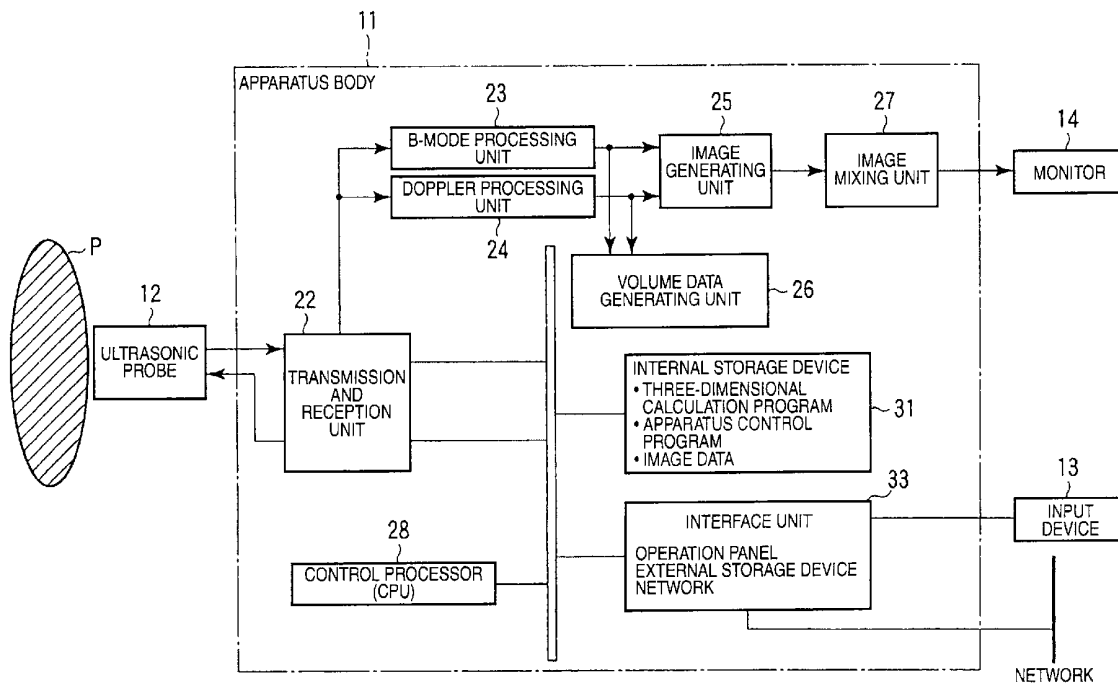 11
APPARATUS BODY
23
B-MODE PROCESSING
UNIT
DOPPLER PROCESSING
UNIT
24
25
IMAGE
GENERATING
UNIT
27
IMAGE
MIXING UNIT
14
MONITOR
VOLUME DATA
GENERATING UNIT
26
P
12
ULTRASONIC
PROBE
22
TRANSMISSION
AND
RECEPTION
UNIT
INTERNAL STORAGE DEVICE
• THREE-DIMENSIONAL
CALCULATION PROGRAM
• APPARATUS CONTROL
PROGRAM
• IMAGE DATA
31
33
INTERFACE UNIT
OPERATION PANEL
EXTERNAL STORAGE DEVICE
NETWORK
13
INPUT
DEVICE
28
CONTROL PROCESSOR
(CPU)
NETWORK